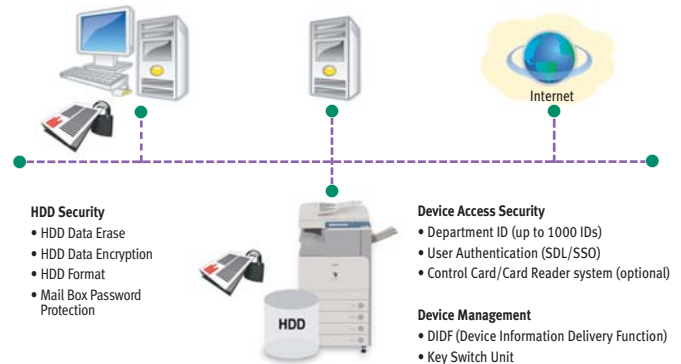 Internet
HDD Security
• HDD Data Erase
• HDD Data Encryption
• HDD Format
• Mail Box Password
Protection
HDD
Device Access Security
• Department ID (up to 1000 IDs)
• User Authentication (SDL/SSO)
• Control Card/Card Reader system (optional)
Device Management
• DIDF (Device Information Delivery Function)
• Key Switch Unit